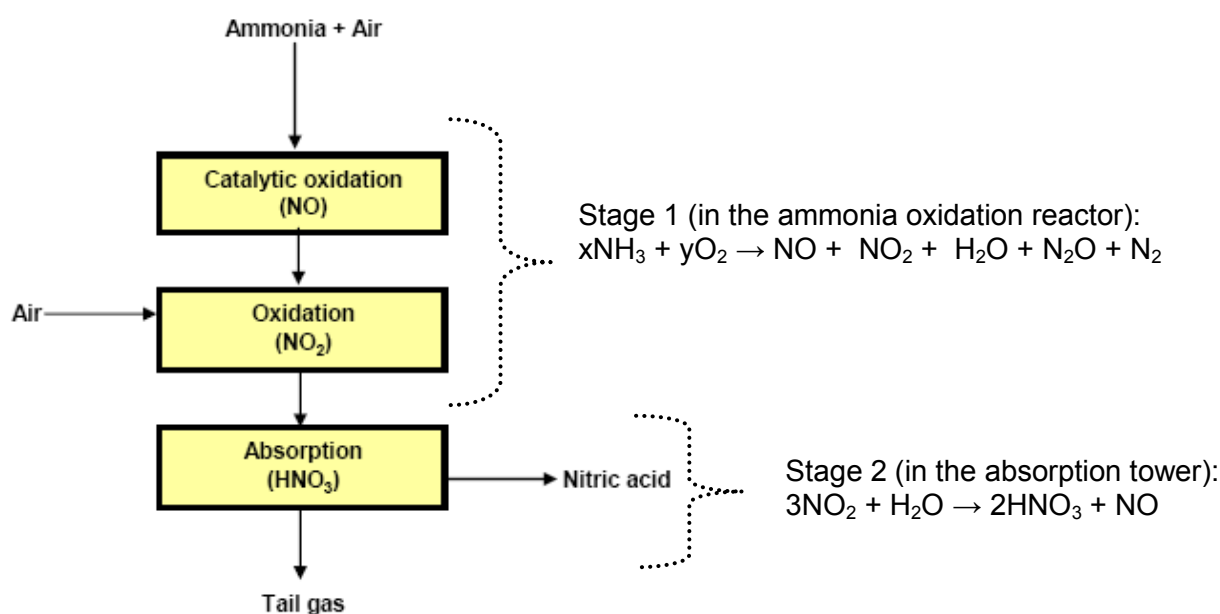 Ammonia + Air
Catalytic oxidation
(NO)
Stage 1 (in the ammonia oxidation reactor):
xNH₃ + yO₂ → NO + NO₂ + H₂O + N₂O + N₂
Air
Oxidation
(NO₂)
Absorption
(HNO₃)
Nitric acid
Stage 2 (in the absorption tower):
3NO₂ + H₂O → 2HNO₃ + NO
Tail gas